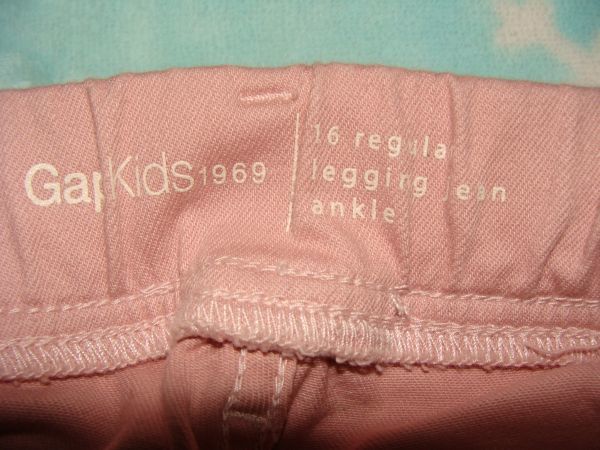 GapKids 1969
16 regular
legging jean
ankle